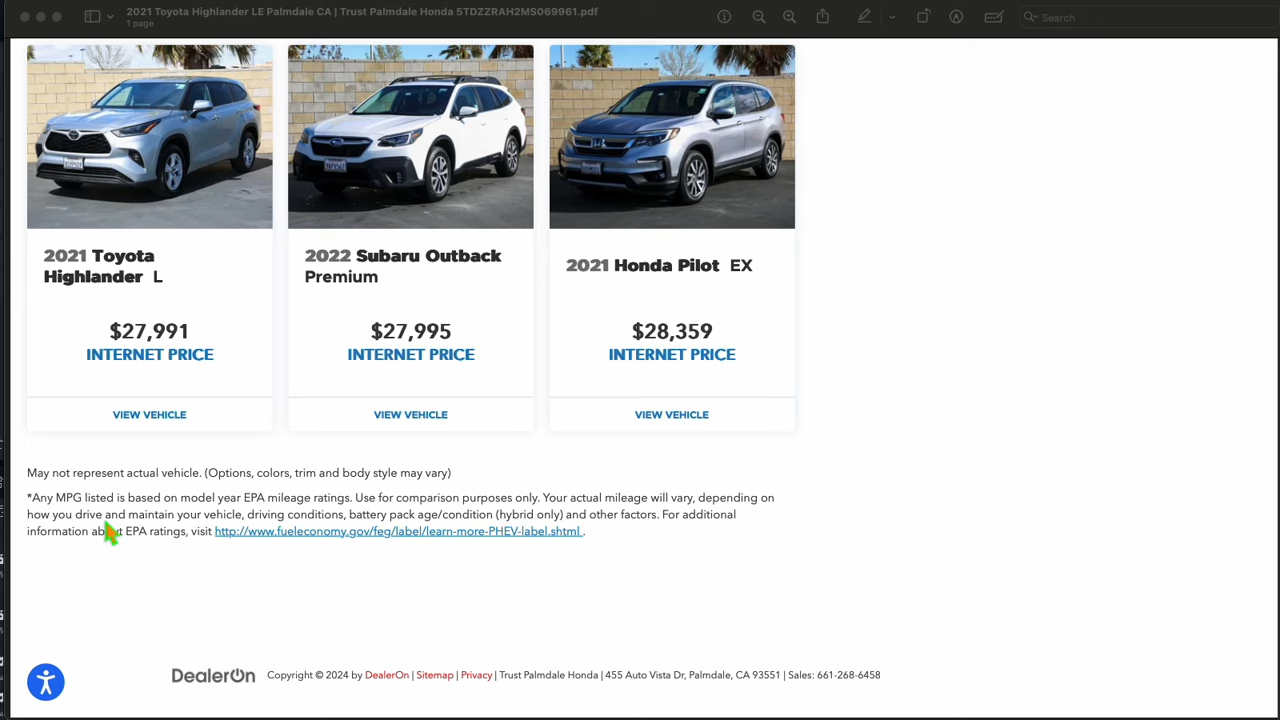 2021 Toyota Highlander LE Palmdale CA | Trust Palmdale Honda 5TDZZRAH2MS069961.pdf
1 page
Search
2021 Toyota
Highlander L
$27,991
INTERNET PRICE
VIEW VEHICLE
2022 Subaru Outback
Premium
$27,995
INTERNET PRICE
VIEW VEHICLE
2021 Honda Pilot EX
$28,359
INTERNET PRICE
VIEW VEHICLE
May not represent actual vehicle. (Options, colors, trim and body style may vary)
*Any MPG listed is based on model year EPA mileage ratings. Use for comparison purposes only. Your actual mileage will vary, depending on
how you drive and maintain your vehicle, driving conditions, battery pack age/condition (hybrid only) and other factors. For additional
information about EPA ratings, visit http://www.fueleconomy.gov/feg/label/learn-more-PHEV-label.shtml .
DealerOn Copyright © 2024 by DealerOn | Sitemap | Privacy | Trust Palmdale Honda | 455 Auto Vista Dr, Palmdale, CA 93551 | Sales: 661-268-6458